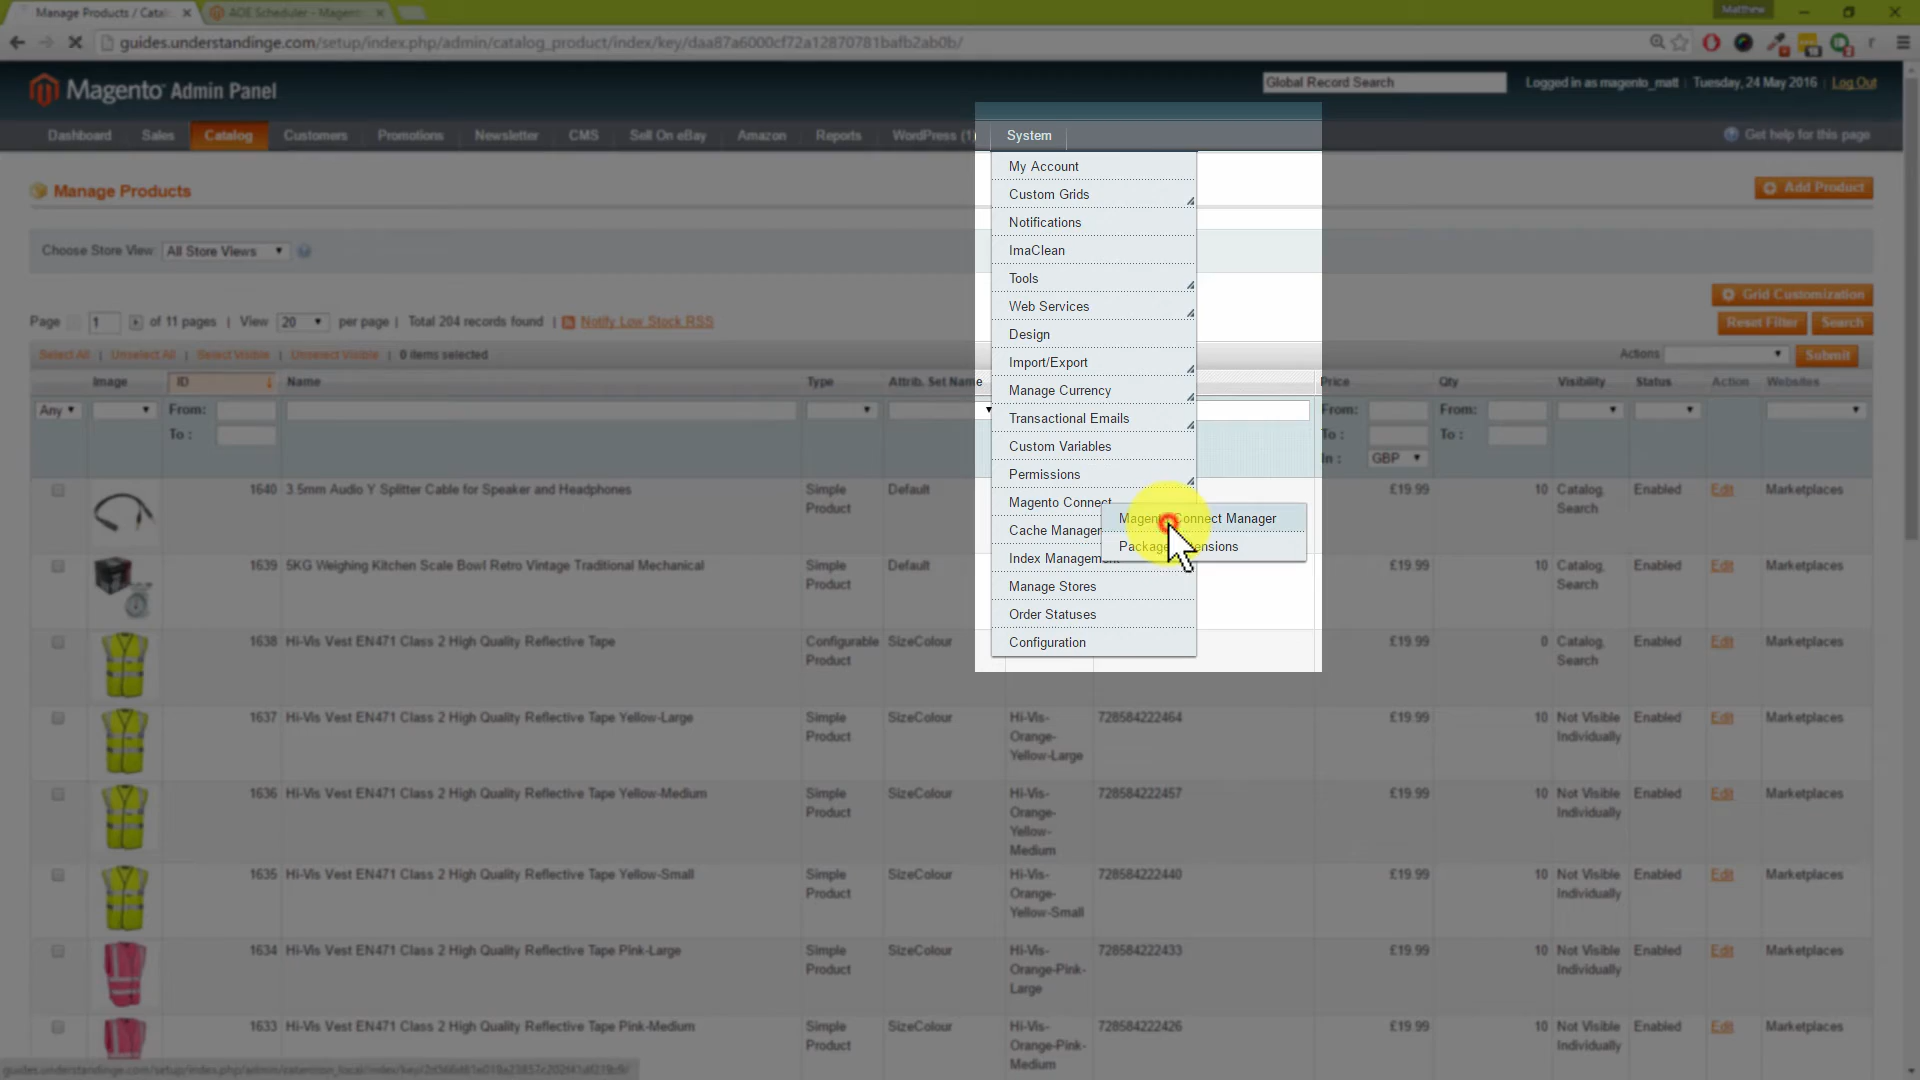 Manage Products / Catal
AOE Scheduler - Magent
Matthew
guides.understandinge.com/setup/index.php/admin/catalog_product/index/key/daa87a6000cf72a12870781bafb2ab0b/
Magento Admin Panel
Global Record Search
Logged in as magento_matt | Tuesday, 24 May 2016 | Log Out
Dashboard Sales Catalog Customers Promotions Newsletter CMS Sell On eBay Amazon Reports WordPress (1) System
Get help for this page
My Account
Custom Grids
Notifications
ImaClean
Tools
Web Services
Design
Import/Export
Manage Currency
Transactional Emails
Custom Variables
Permissions
Magento Connect
Cache Manager
Index Management
Manage Stores
Order Statuses
Configuration
Connect Manager
Package
Manage Products
Add Product
Choose Store View: All Store Views
Grid Customization
Page 1 of 11 pages | View 20 per page | Total 204 records found | Notify Low Stock RSS
Reset Filter Search
Select All | Unselect All | Select Visible | Unselect Visible | 0 items selected
Actions Submit
Image ID Name Type Attrib. Set Name Price Qty Visibility Status Action Websites
Any From: From: From:
To : To : To :
In : GBP
1640 3.5mm Audio Y Splitter Cable for Speaker and Headphones Simple Product Default £19.99 10 Catalog, Search Enabled Edit Marketplaces
1639 5KG Weighing Kitchen Scale Bowl Retro Vintage Traditional Mechanical Simple Product Default £19.99 10 Catalog, Search Enabled Edit Marketplaces
1638 Hi-Vis Vest EN471 Class 2 High Quality Reflective Tape Configurable Product SizeColour £19.99 0 Catalog, Search Enabled Edit Marketplaces
1637 Hi-Vis Vest EN471 Class 2 High Quality Reflective Tape Yellow-Large Simple Product SizeColour Hi-Vis-Orange-Yellow-Large 728584222464 £19.99 10 Not Visible Individually Enabled Edit Marketplaces
1636 Hi-Vis Vest EN471 Class 2 High Quality Reflective Tape Yellow-Medium Simple Product SizeColour Hi-Vis-Orange-Yellow-Medium 728584222457 £19.99 10 Not Visible Individually Enabled Edit Marketplaces
1635 Hi-Vis Vest EN471 Class 2 High Quality Reflective Tape Yellow-Small Simple Product SizeColour Hi-Vis-Orange-Yellow-Small 728584222440 £19.99 10 Not Visible Individually Enabled Edit Marketplaces
1634 Hi-Vis Vest EN471 Class 2 High Quality Reflective Tape Pink-Large Simple Product SizeColour Hi-Vis-Orange-Pink-Large 728584222433 £19.99 10 Not Visible Individually Enabled Edit Marketplaces
1633 Hi-Vis Vest EN471 Class 2 High Quality Reflective Tape Pink-Medium Simple Product SizeColour Hi-Vis-Orange-Pink-Medium 728584222426 £19.99 10 Not Visible Individually Enabled Edit Marketplaces